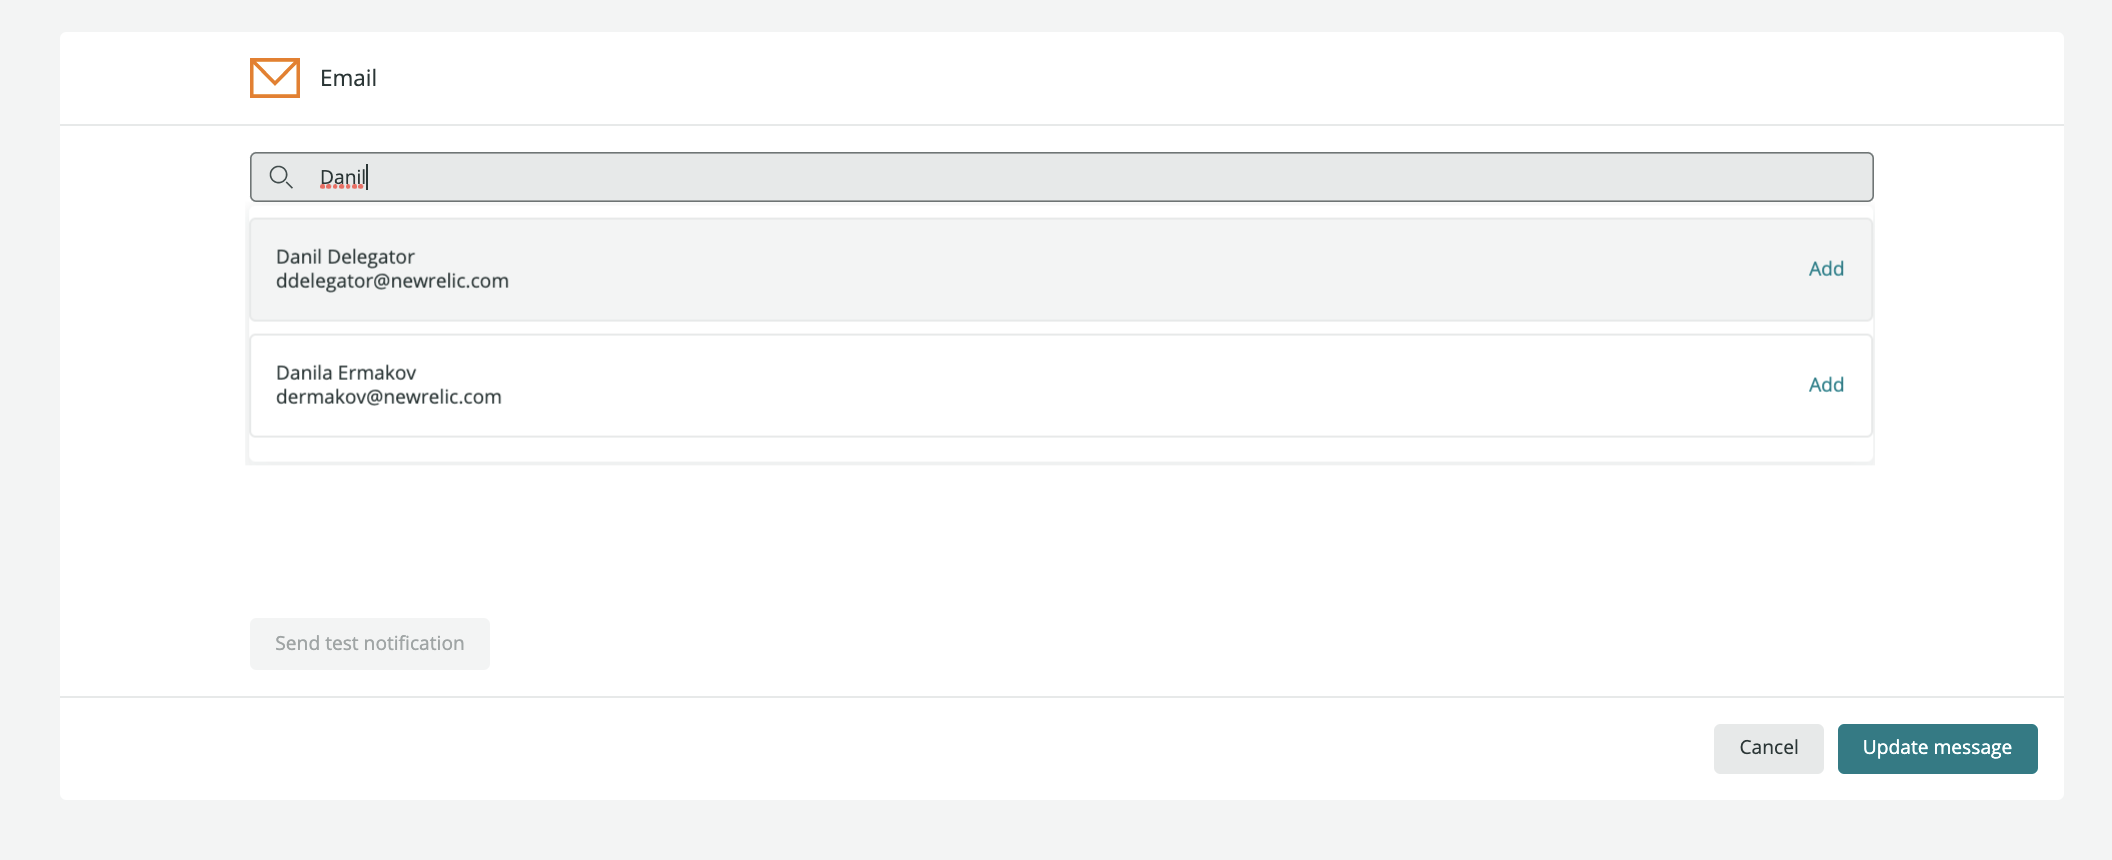 Email
Danil
Danil Delegator
ddelegator@newrelic.com
Add
Danila Ermakov
dermakov@newrelic.com
Add
Send test notification
Cancel
Update message